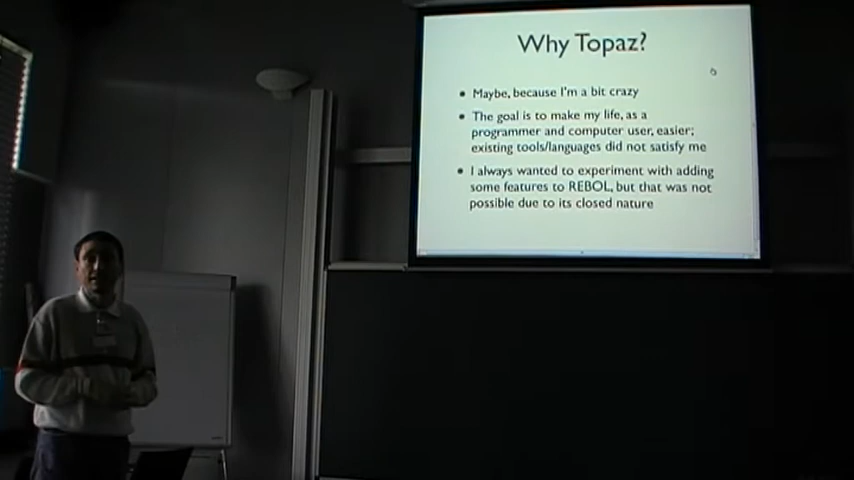 Why Topaz?
• Maybe, because I'm a bit crazy
• The goal is to make my life, as a
programmer and computer user, easier;
existing tools/languages did not satisfy me
• I always wanted to experiment with adding
some features to REBOL, but that was not
possible due to its closed nature